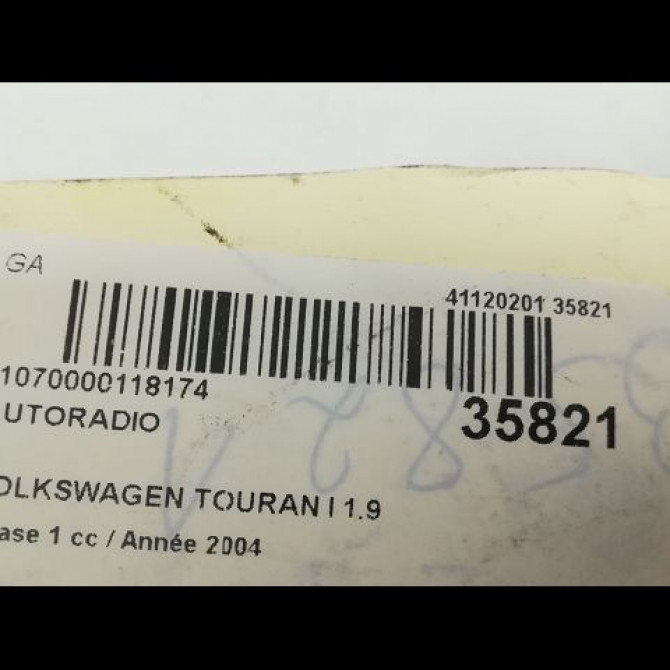 GA
41120201 35821
1070000118174
UTORADIO
35821
OLKSWAGEN TOURAN I 1.9
ase 1 cc / Année 2004